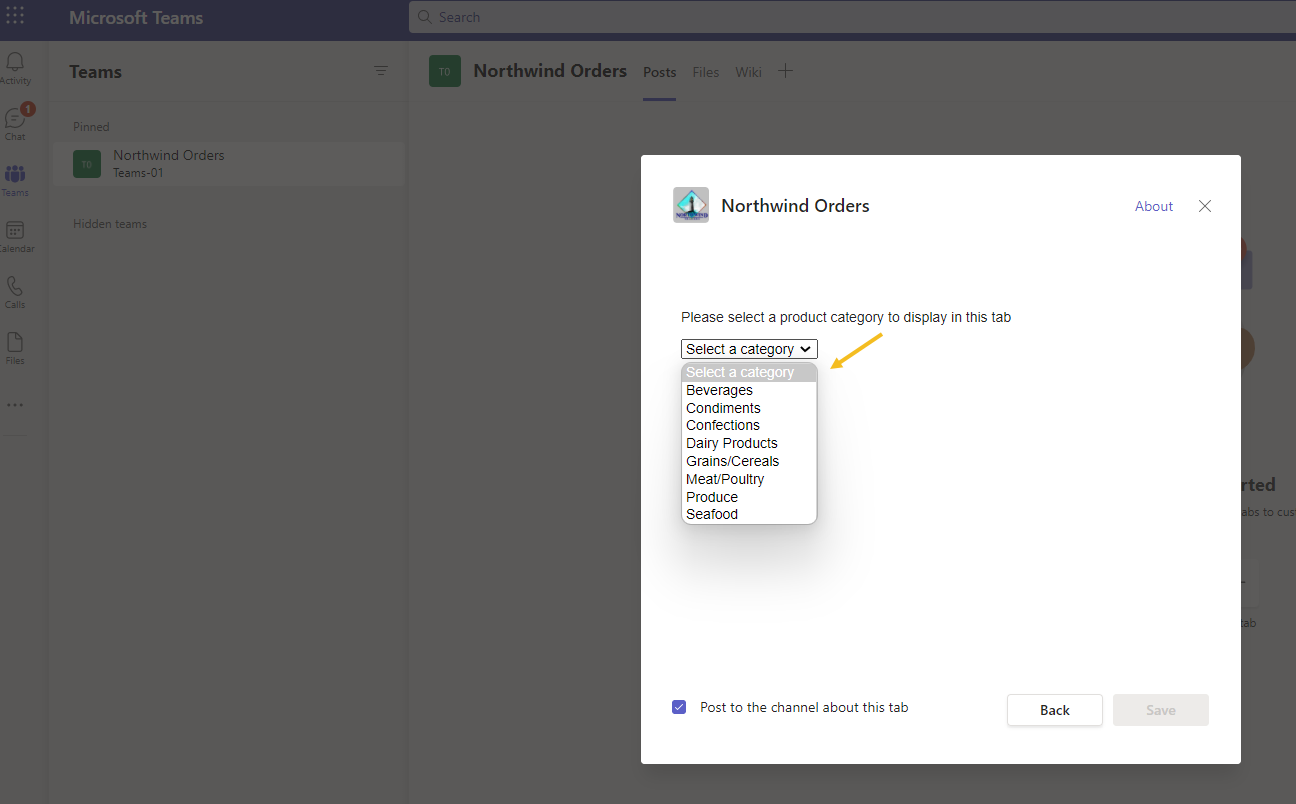 Microsoft Teams
Search
Activity
Chat
1
Teams
Calendar
Calls
Files
Teams
Pinned
T0
Northwind Orders
Teams-01
Hidden teams
T0
Northwind Orders
Posts
Files
Wiki
NORTHWIND
Northwind Orders
About
Please select a product category to display in this tab
Select a category
Select a category
Beverages
Condiments
Confections
Dairy Products
Grains/Cereals
Meat/Poultry
Produce
Seafood
Post to the channel about this tab
Back
Save
rted
abs to cus
tab